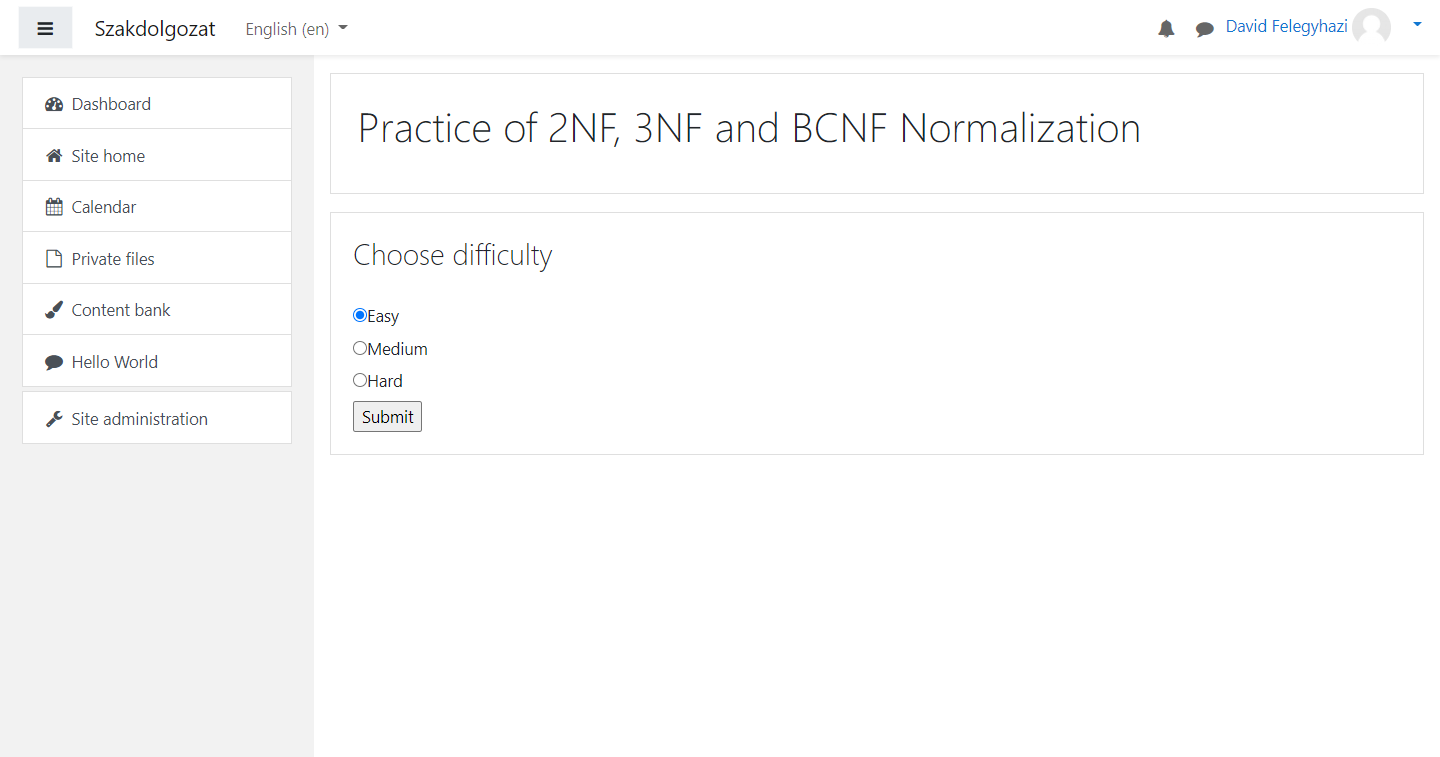 Szakdolgozat English (en) David Felegyhazi
Dashboard
Site home
Calendar
Private files
Content bank
Hello World
Site administration
Practice of 2NF, 3NF and BCNF Normalization
Choose difficulty
Easy
Medium
Hard
Submit